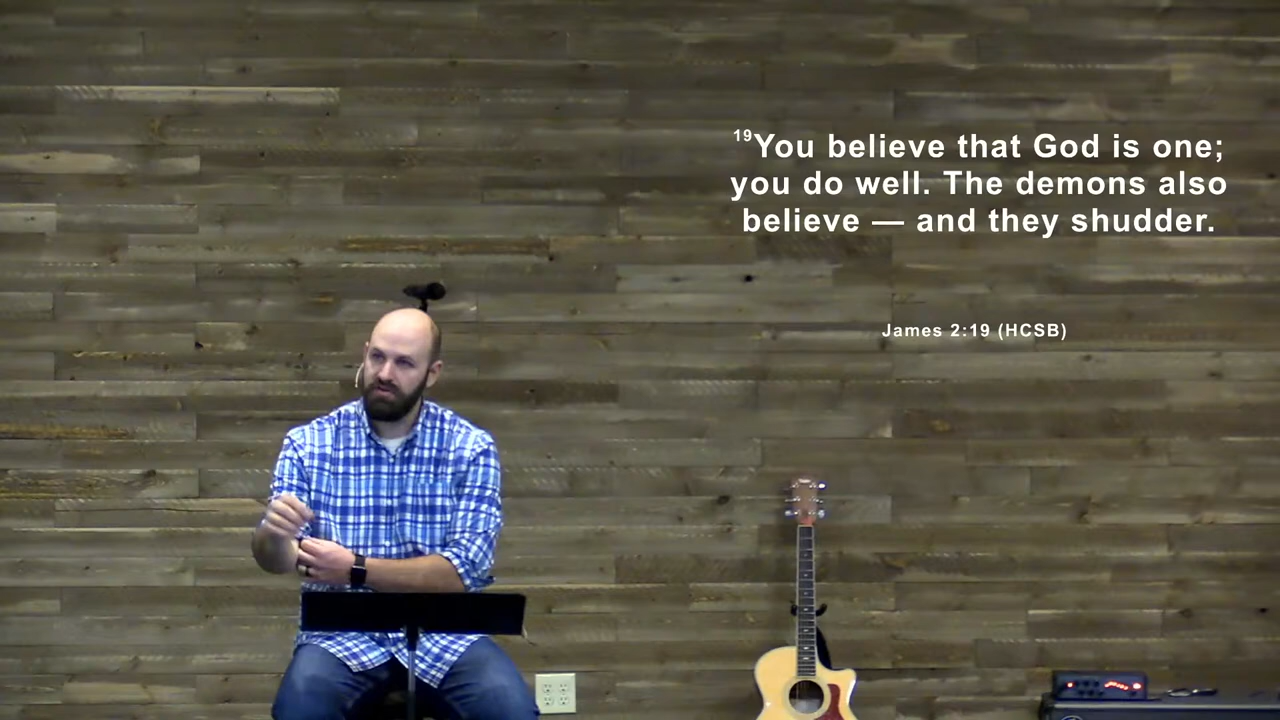 ¹⁹You believe that God is one;
you do well. The demons also
believe — and they shudder.
James 2:19 (HCSB)